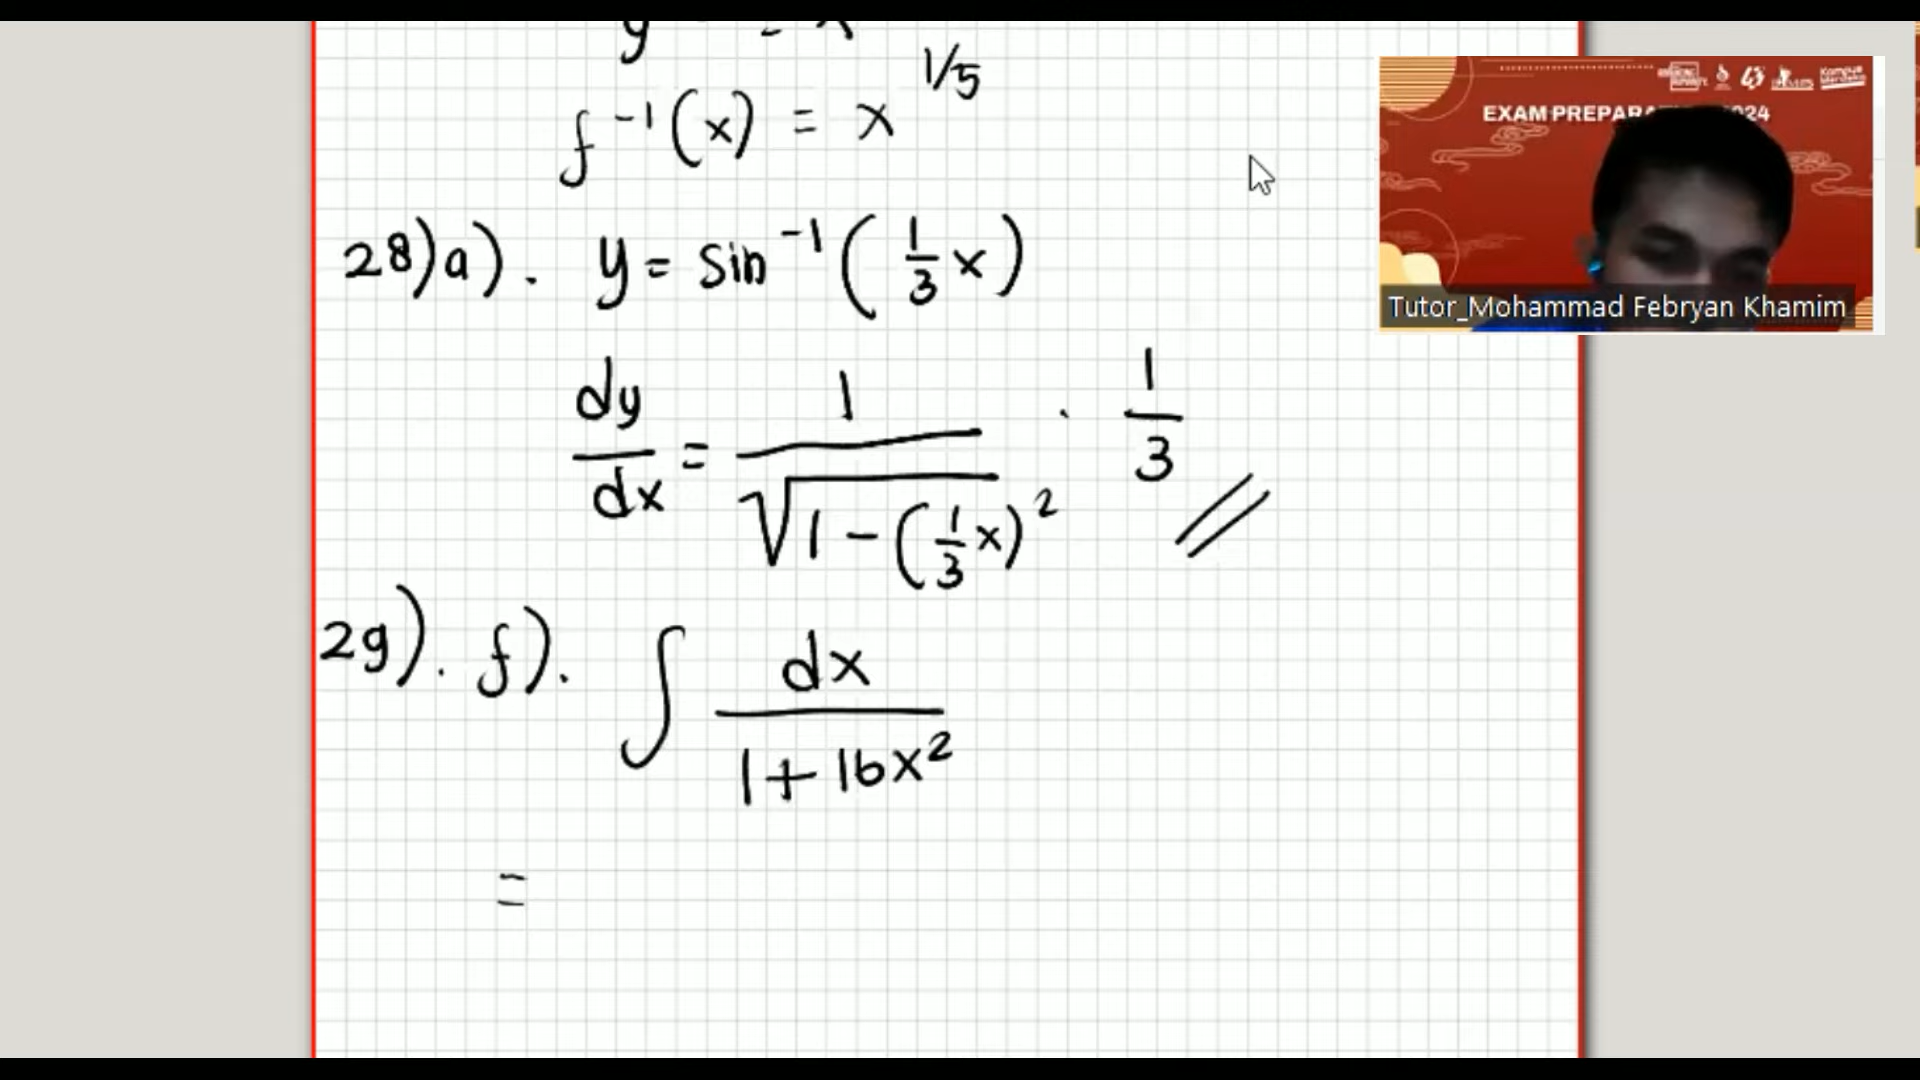 f⁻¹(x) = x^1/5
28)a). y = sin⁻¹(1/3 x)
dy/dx = 1/√(1-(1/3 x)²) · 1/3 //
29). f). ∫ dx/(1+16x²)
=
EXAM PREPARA 024
Tutor_Mohammad Febryan Khamim